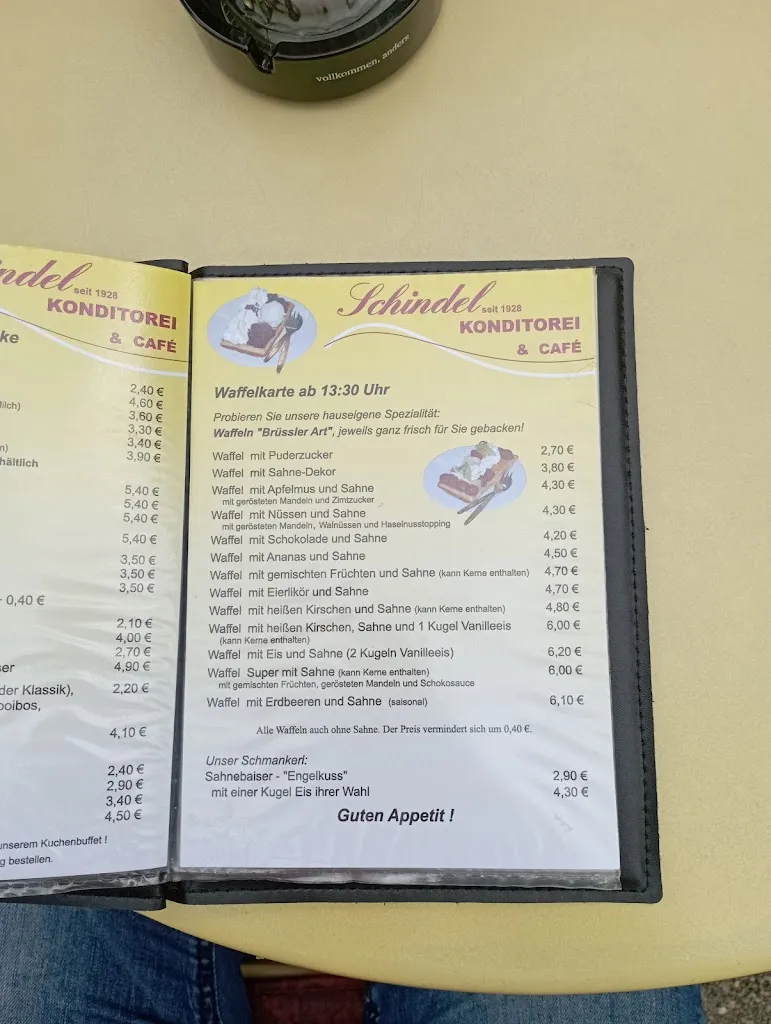 vollkommen, anders
ndel seit 1928
KONDITOREI
& CAFÉ
ke
2,40 €
4,60 €
3,60 €
3,30 €
3,40 €
3,90 €
hältlich
5,40 €
5,40 €
5,40 €
5,40 €
3,50 €
3,50 €
3,50 €
0,40 €
2,10 €
4,00 €
2,70 €
ser 4,90 €
der Klassik), 2,20 €
ooibos,
4,10 €
2,40 €
2,90 €
3,40 €
4,50 €
unserem Kuchenbuffet !
g bestellen.
Schindel seit 1928
KONDITOREI
& CAFÉ
Waffelkarte ab 13:30 Uhr
Probieren Sie unsere hauseigene Spezialität:
Waffeln "Brüssler Art", jeweils ganz frisch für Sie gebacken!
Waffel mit Puderzucker 2,70 €
Waffel mit Sahne-Dekor 3,80 €
Waffel mit Apfelmus und Sahne 4,30 €
mit gerösteten Mandeln und Zimtzucker
Waffel mit Nüssen und Sahne 4,30 €
mit gerösteten Mandeln, Walnüssen und Haselnusstopping
Waffel mit Schokolade und Sahne 4,20 €
Waffel mit Ananas und Sahne 4,50 €
Waffel mit gemischten Früchten und Sahne (kann Kerne enthalten) 4,70 €
Waffel mit Eierlikör und Sahne 4,70 €
Waffel mit heißen Kirschen und Sahne (kann Kerne enthalten) 4,80 €
Waffel mit heißen Kirschen, Sahne und 1 Kugel Vanilleeis 6,00 €
(kann Kerne enthalten)
Waffel mit Eis und Sahne (2 Kugeln Vanilleeis) 6,20 €
Waffel Super mit Sahne (kann Kerne enthalten) 6,00 €
mit gemischten Früchten, gerösteten Mandeln und Schokosauce
Waffel mit Erdbeeren und Sahne (saisonal) 6,10 €
Alle Waffeln auch ohne Sahne. Der Preis vermindert sich um 0,40 €.
Unser Schmankerl:
Sahnebaiser - "Engelkuss" 2,90 €
mit einer Kugel Eis ihrer Wahl 4,30 €
Guten Appetit !